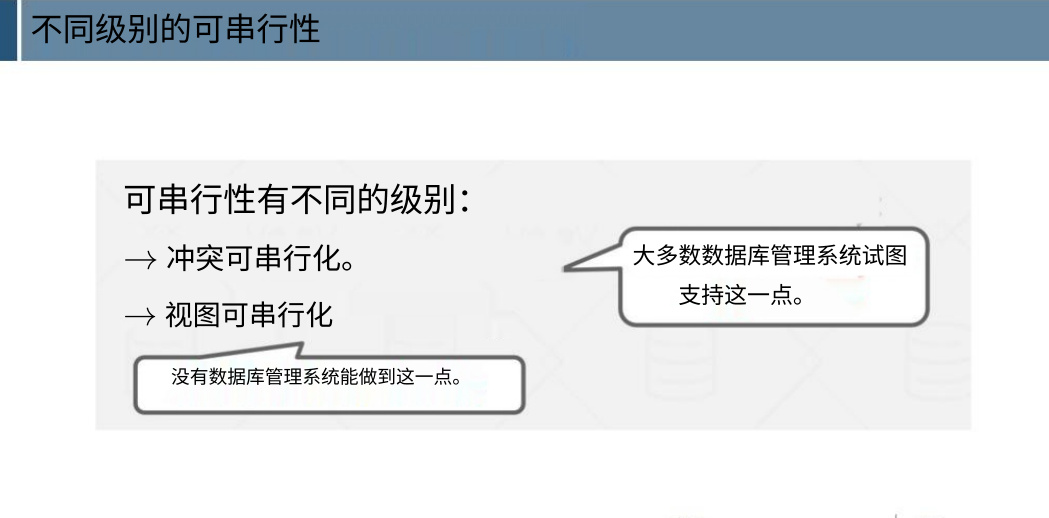 不同级别的可串行性
可串行性有不同的级别：
→ 冲突可串行化。
大多数数据库管理系统试图
支持这一点。
→ 视图可串行化
没有数据库管理系统能做到这一点。